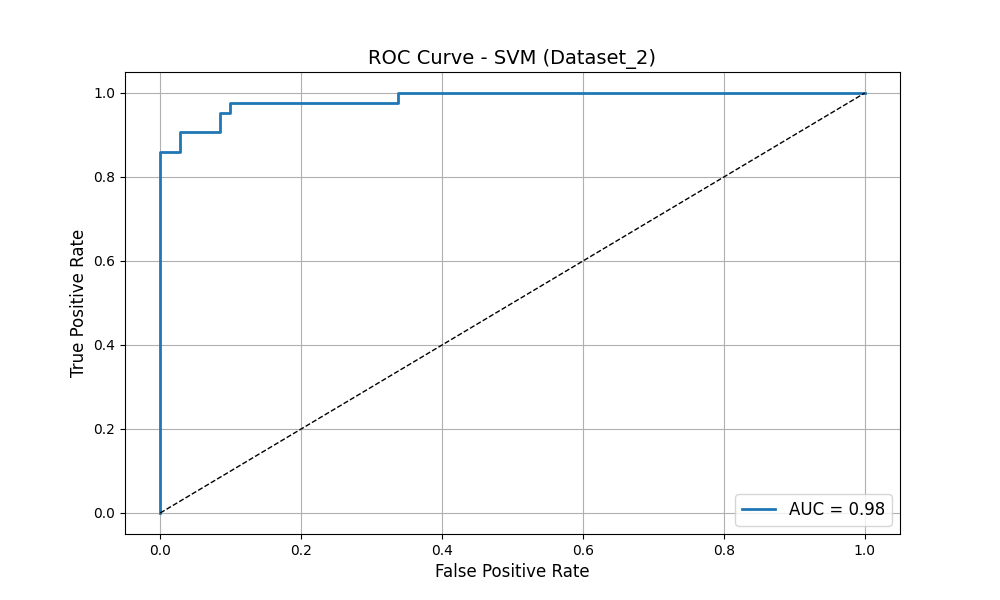 ROC Curve - SVM (Dataset_2)
True Positive Rate
1.0
0.8
0.6
0.4
0.2
0.0
AUC = 0.98
0.0 0.2 0.4 0.6 0.8 1.0
False Positive Rate